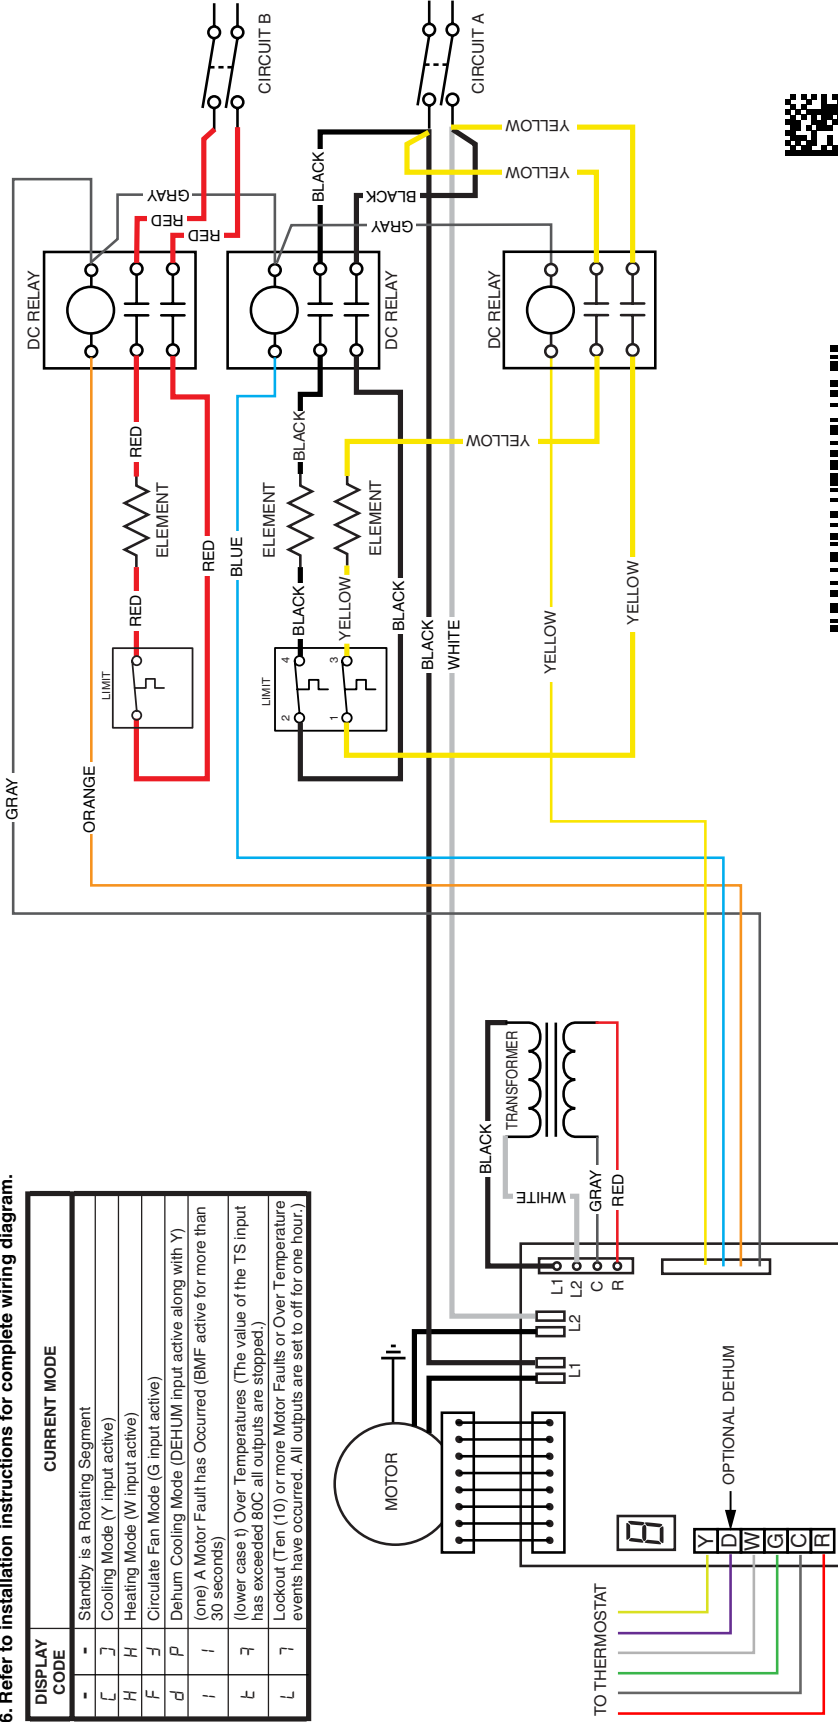 6. Refer to installation instructions for complete wiring diagram.
DISPLAY CODE
CURRENT MODE
- - Standby is a Rotating Segment
Cooling Mode (Y input active)
H H Heating Mode (W input active)
Circulate Fan Mode (G input active)
d P Dehum Cooling Mode (DEHUM input active along with Y)
(one) A Motor Fault has Occurred (BMF active for more than
30 seconds)
(lower case t) Over Temperatures (The value of the TS input
has exceeded 80C all outputs are stopped.)
Lockout (Ten (10) or more Motor Faults or Over Temperature
events have occurred. All outputs are set to off for one hour.)
CIRCUIT B
CIRCUIT A
GRAY
RED
RED
BLACK
BLACK
GRAY
YELLOW
YELLOW
DC RELAY
DC RELAY
DC RELAY
RED
ELEMENT
RED
RED
BLUE
LIMIT
BLACK
ELEMENT
ELEMENT
YELLOW
BLACK
YELLOW
BLACK
LIMIT
2
4
1
3
BLACK
WHITE
YELLOW
YELLOW
GRAY
ORANGE
TRANSFORMER
BLACK
WHITE
GRAY
RED
L1
L2
C
R
L2
L1
MOTOR
OPTIONAL DEHUM
TO THERMOSTAT
Y
D
W
G
C
R